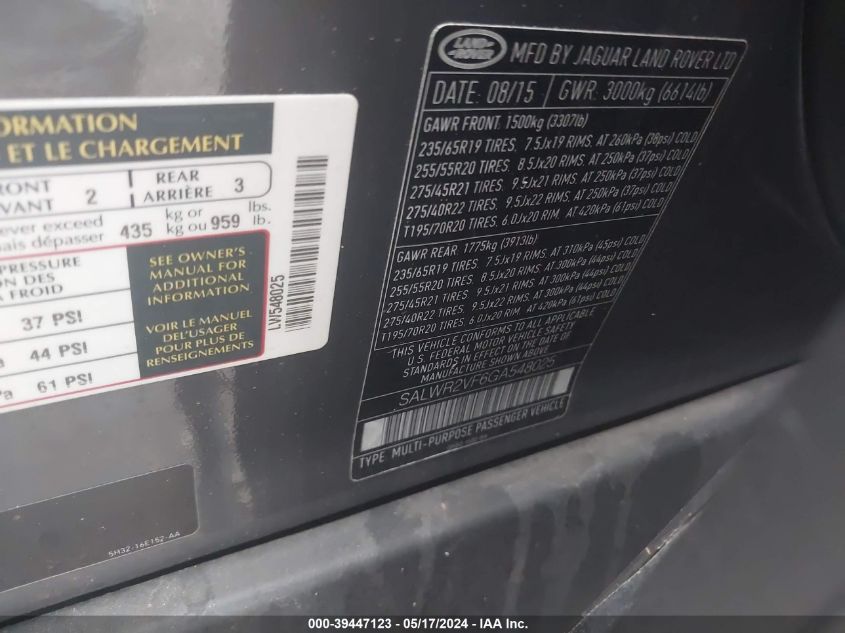 ORMATION
ET LE CHARGEMENT
FRONT
VANT
2
REAR
ARRIÈRE
3
ever exceed
mais dépasser
435
kg or
kg ou
959
lbs.
lb.
PRESSURE
ION DES
A FROID
37 PSI
44 PSI
61 PSI
SEE OWNER'S
MANUAL FOR
ADDITIONAL
INFORMATION
VOIR LE MANUEL
DEL'USAGER
POUR PLUS DE
RENSEIGNEMENTS
LW548025
LAND
ROVER
MFD BY JAGUAR LAND ROVER LTD
DATE: 08/15 GWR: 3000kg (6614lb)
GAWR FRONT: 1500kg (3307lb)
235/65R19 TIRES. 7.5Jx19 RIMS. AT 260kPa (38psi) COLD
255/55R20 TIRES. 8.5Jx20 RIMS. AT 250kPa (37psi) COLD
275/45R21 TIRES. 9.5Jx21 RIMS. AT 250kPa (37psi) COLD
275/40R22 TIRES. 9.5Jx22 RIMS. AT 250kPa (37psi) COLD
T195/70R20 TIRES. 6.0Jx20 RIM. AT 420kPa (61psi) COLD
GAWR REAR: 1775kg (3913lb)
235/65R19 TIRES. 7.5Jx19 RIMS. AT 310kPa (45psi) COLD
255/55R20 TIRES. 8.5Jx20 RIMS. AT 300kPa (44psi) COLD
275/45R21 TIRES. 9.5Jx21 RIMS. AT 300kPa (44psi) COLD
275/40R22 TIRES. 9.5Jx22 RIMS. AT 300kPa (44psi) COLD
T195/70R20 TIRES. 6.0Jx20 RIM. AT 420kPa (61psi) COLD
THIS VEHICLE CONFORMS TO ALL APPLICABLE
U.S. FEDERAL MOTOR VEHICLE SAFETY
STANDARDS IN EFFECT ON THE DATE OF
MANUFACTURE SHOWN ABOVE
SALWR2VF6GA548025
TYPE: MULTI-PURPOSE PASSENGER VEHICLE
5H32-16E152-AA
000-39447123 — 05/17/2024 — IAA Inc.